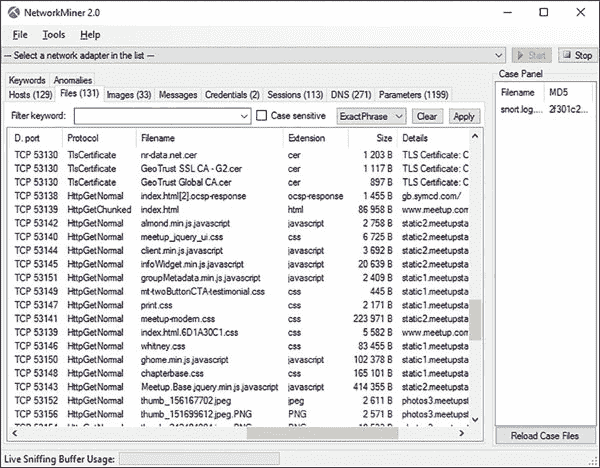 NetworkMiner 2.0
File Tools Help
--- Select a network adapter in the list --- Start Stop
Keywords Anomalies
Hosts (129) Files (131) Images (33) Messages Credentials (2) Sessions (113) DNS (271) Parameters (1199)
Filter keyword: Case sensitive ExactPhrase Clear Apply
D. port Protocol Filename Extension Size Details
TCP 53130 TlsCertificate nr-data.net.cer cer 1 203 B TLS Certificate: C
TCP 53130 TlsCertificate GeoTrust SSL CA - G2.cer cer 1 117 B TLS Certificate: C
TCP 53130 TlsCertificate GeoTrust Global CA.cer cer 897 B TLS Certificate: C
TCP 53138 HttpGetNormal index.html[2].ocsp-response ocsp-response 1 455 B gb.symcd.com/
TCP 53139 HttpGetChunked index.html html 86 958 B www.meetup.com
TCP 53142 HttpGetNormal almond.min.js.javascript javascript 2 758 B static2.meetupsta
TCP 53140 HttpGetNormal meetup_jquery_ui.css css 6 725 B static2.meetupsta
TCP 53144 HttpGetNormal client.min.js.javascript javascript 3 692 B static2.meetupsta
TCP 53145 HttpGetNormal infoWidget.min.js.javascript javascript 20 639 B static2.meetupsta
TCP 53151 HttpGetNormal groupMetadata.min.js.javascript javascript 2 409 B static1.meetupsta
TCP 53149 HttpGetNormal mt-twoButtonCTA-testimonial.css css 445 B static1.meetupsta
TCP 53147 HttpGetNormal print.css css 2 171 B static1.meetupsta
TCP 53141 HttpGetNormal meetup-modern.css css 223 971 B static2.meetupsta
TCP 53139 HttpGetNormal index.html.6D1A30C1.css css 5 582 B www.meetup.com
TCP 53146 HttpGetNormal whitney.css css 83 455 B static1.meetupsta
TCP 53150 HttpGetNormal ghome.min.js.javascript javascript 102 378 B static1.meetupsta
TCP 53148 HttpGetNormal chapterbase.css css 165 101 B static1.meetupsta
TCP 53143 HttpGetNormal Meetup.Base.jquery.min.js.javascript javascript 414 355 B static2.meetupsta
TCP 53152 HttpGetNormal thumb_156167702.jpeg jpeg 2 611 B photos3.meetupst
TCP 53156 HttpGetNormal thumb_151699612.jpeg.PNG PNG 2 571 B photos3.meetupst
Case Panel
Filename MD5
snort.log.... 2f301c2...
Reload Case Files
Live Sniffing Buffer Usage: